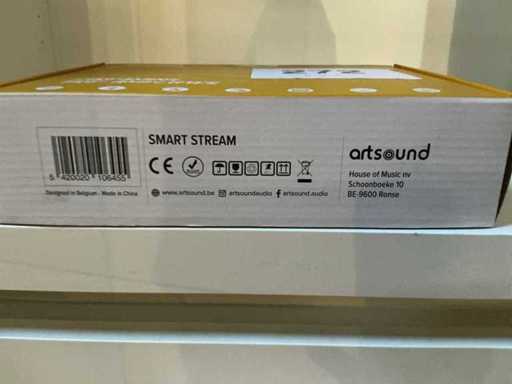 SMART STREAM
CE
5 420020 106455
Designed in Belgium - Made in China
www.artsound.be artsoundaudio artsound.audio
artsound
House of Music nv
Schoonboeke 10
BE-9600 Ronse